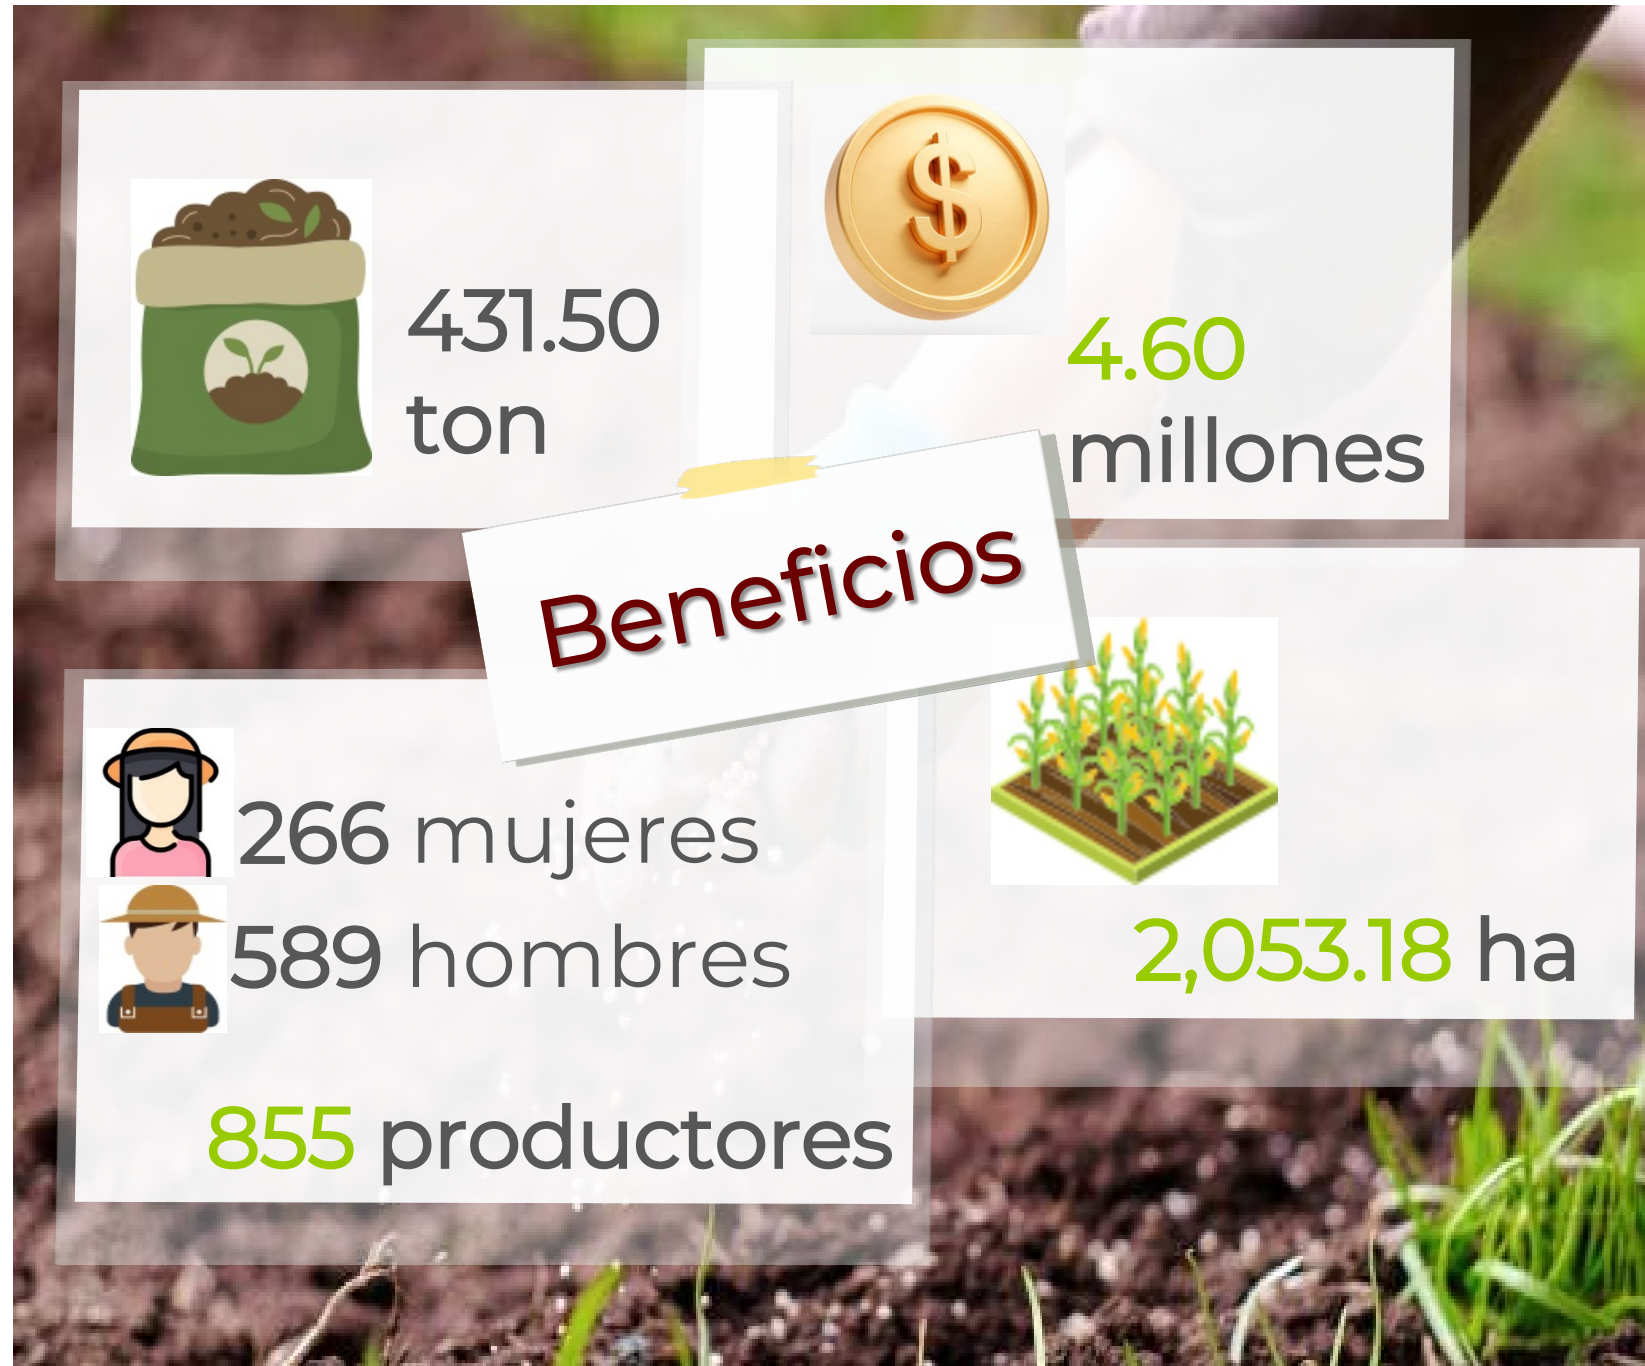 431.50
ton
4.60
millones
Beneficios
266 mujeres
589 hombres
855 productores
2,053.18 ha